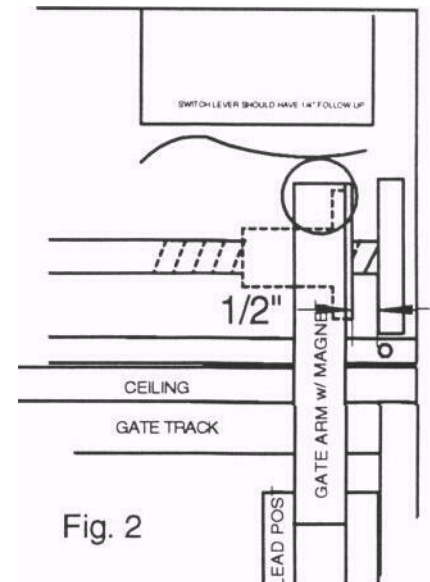 SWITCH LEVER SHOULD HAVE 1/4" FOLLOW UP
1/2"
GATE ARM W/ MAGNET
CEILING
GATE TRACK
LEAD POST
Fig. 2